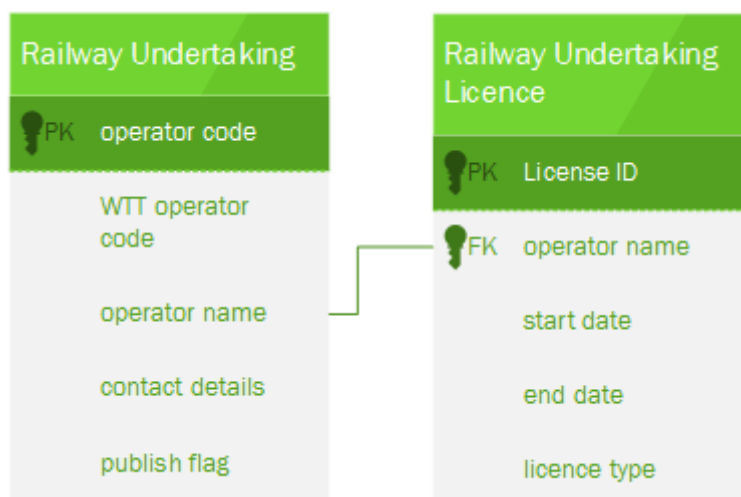 Railway Undertaking
PK operator code
WTT operator
code
operator name
contact details
publish flag
Railway Undertaking
Licence
PK License ID
FK operator name
start date
end date
licence type